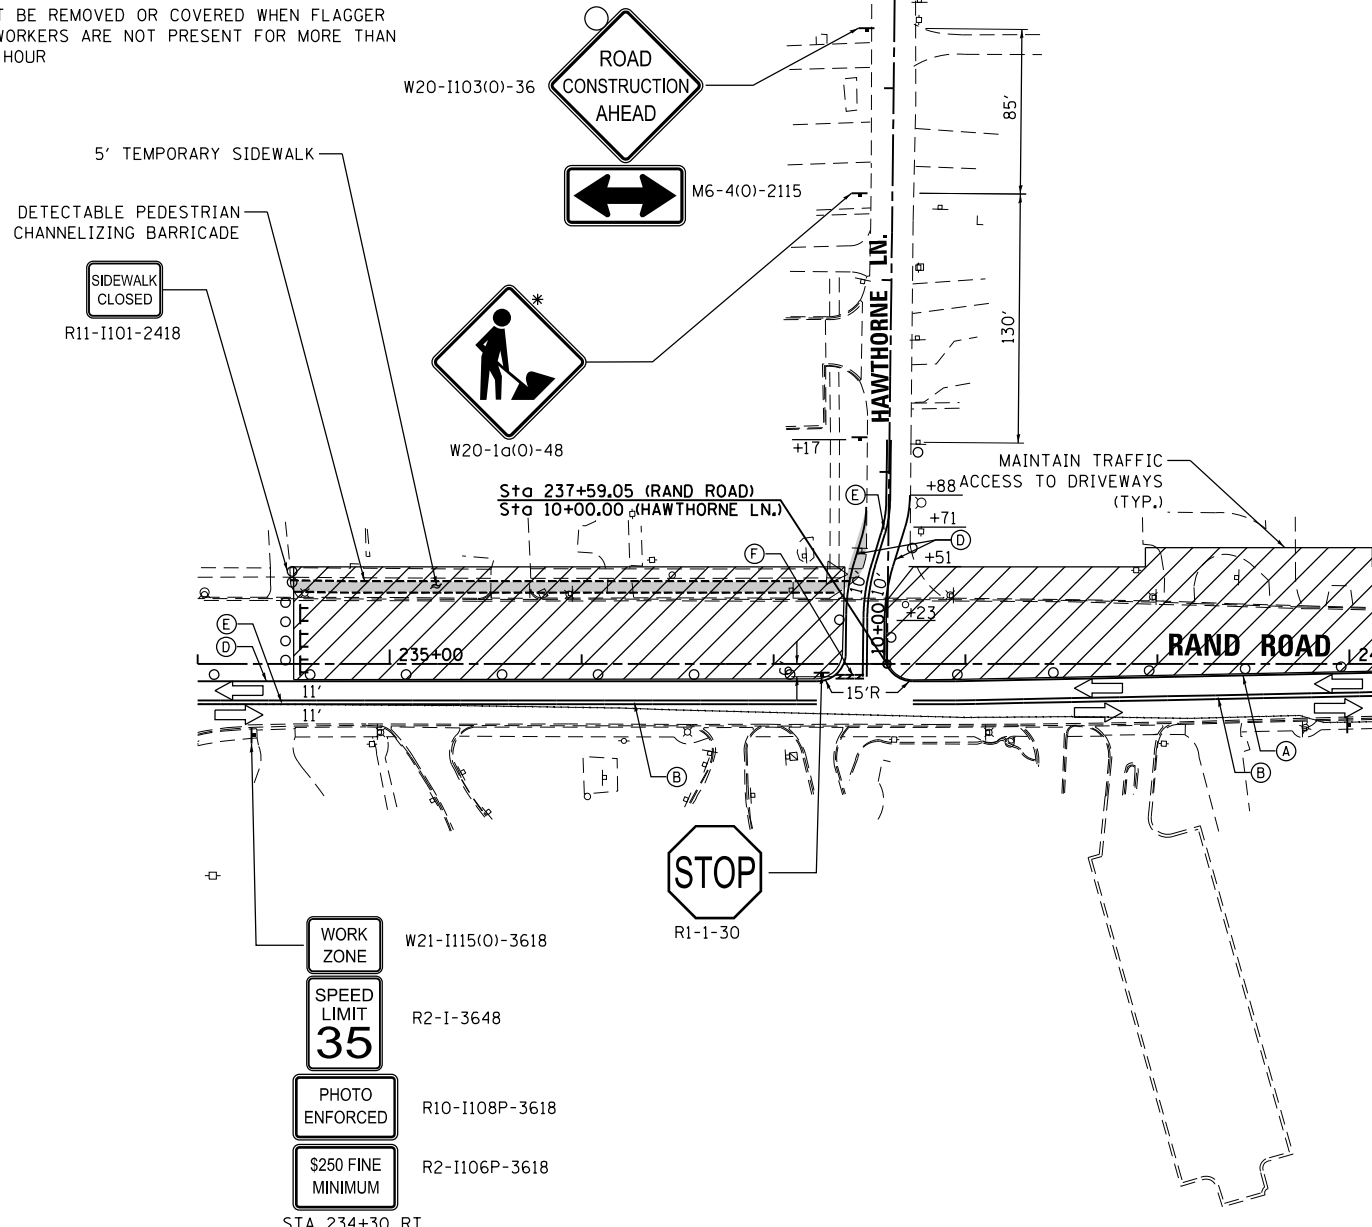 T BE REMOVED OR COVERED WHEN FLAGGER
WORKERS ARE NOT PRESENT FOR MORE THAN
HOUR
W20-I103(O)-36
ROAD
CONSTRUCTION
AHEAD
85'
5' TEMPORARY SIDEWALK
M6-4(O)-2115
DETECTABLE PEDESTRIAN
CHANNELIZING BARRICADE
SIDEWALK
CLOSED
R11-I101-2418
HAWTHORNE LN.
130'
*
W20-1a(O)-48
+17
MAINTAIN TRAFFIC
ACCESS TO DRIVEWAYS
(TYP.)
Sta 237+59.05 (RAND ROAD)
Sta 10+00.00 (HAWTHORNE LN.)
E
+88
+71
D
+51
F
10'
10'
10+00
+23
E
D
235+00
RAND ROAD
24
11'
11'
6'
15'R
B
A
B
STOP
R1-1-30
WORK
ZONE
W21-I115(O)-3618
SPEED
LIMIT
35
R2-I-3648
PHOTO
ENFORCED
R10-I108P-3618
$250 FINE
MINIMUM
R2-I106P-3618
STA 234+30 RT